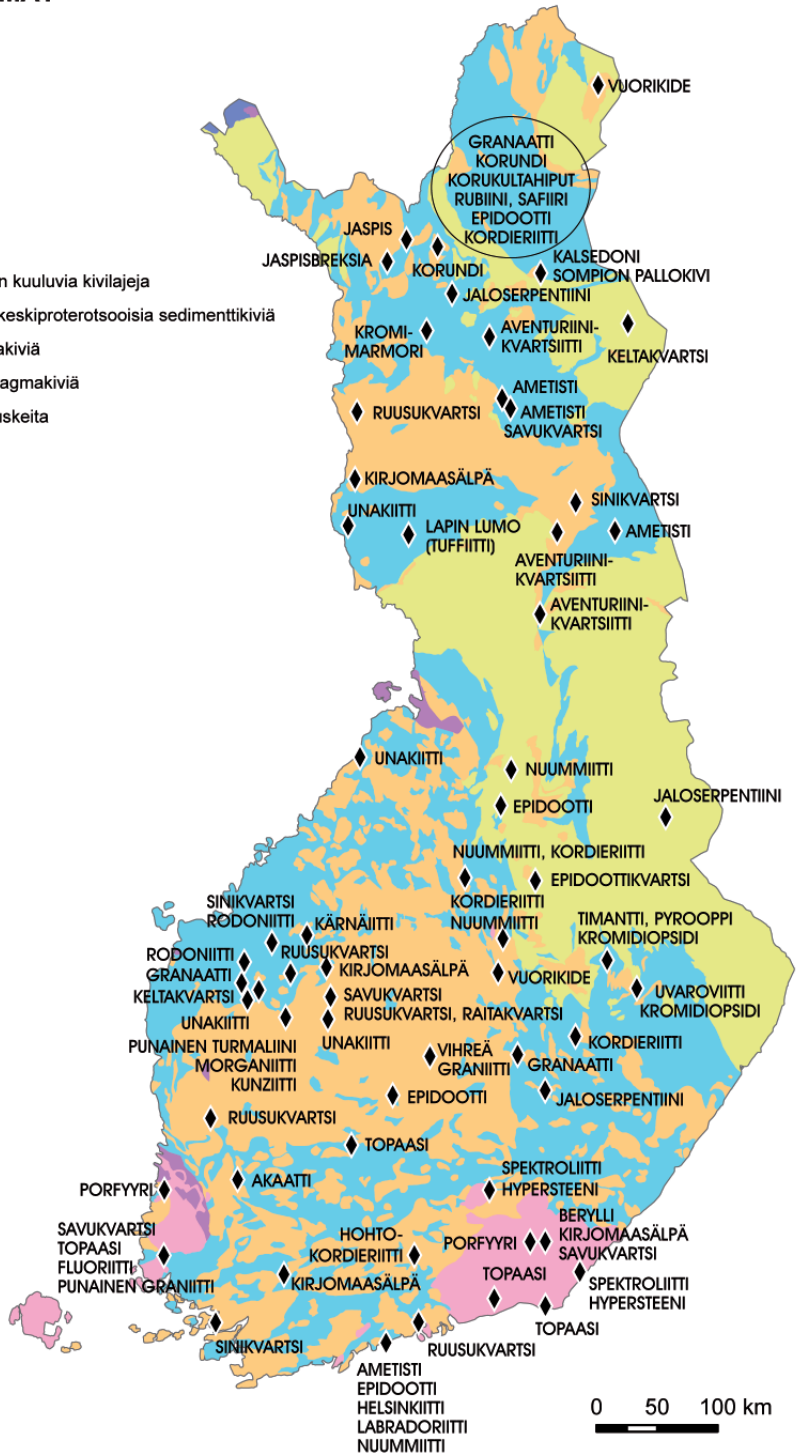 VUORIKIDE
GRANAATTI
KORUNDI
KORUKULTAHIPUT
RUBIINI, SAFIIRI
EPIDOOTTI
KORDIERIITTI
JASPIS
JASPISBREKSIA
KORUNDI
KALSEDONI
SOMPION PALLOKIVI
n kuuluvia kivilajeja
JALOSERPENTIINI
keskiproterotsooisia sedimenttikiviä
KROMI-
MARMORI
AVENTURIINI-
KVARTSIITTI
KELTAKVARTSI
akiviä
agmakiviä
uskeita
AMETISTI
AMETISTI
SAVUKVARTSI
RUUSUKVARTSI
KIRJOMAASÄLPÄ
SINIKVARTSI
UNAKIITTI
LAPIN LUMO
(TUFFIITTI)
AMETISTI
AVENTURIINI-
KVARTSIITTI
AVENTURIINI-
KVARTSIITTI
UNAKIITTI
NUUMMIITTI
EPIDOOTTI
JALOSERPENTIINI
NUUMMIITTI, KORDIERIITTI
EPIDOOTTIKVARTSI
KORDIERIITTI
NUUMMIITTI
SINIKVARTSI
RODONIITTI
KÄRNÄITTI
TIMANTTI, PYROOPPI
KROMIDIOPSIDI
RUUSUKVARTSI
RODONIITTI
GRANAATTI
KELTAKVARTSI
KIRJOMAASÄLPÄ
VUORIKIDE
UVAROVIITTI
KROMIDIOPSIDI
SAVUKVARTSI
RUUSUKVARTSI, RAITAKVARTSI
UNAKIITTI
UNAKIITTI
KORDIERIITTI
PUNAINEN TURMALIINI
MORGANIITTI
KUNZIITTI
VIHREÄ
GRANIITTI
GRANAATTI
EPIDOOTTI
JALOSERPENTIINI
RUUSUKVARTSI
TOPAASI
AKAATTI
SPEKTROLIITTI
HYPERSTEENI
PORFYYRI
SAVUKVARTSI
TOPAASI
FLUORIITTI
PUNAINEN GRANIITTI
HOHTO-
KORDIERIITTI
PORFYYRI
BERYLLI
KIRJOMAASÄLPÄ
SAVUKVARTSI
KIRJOMAASÄLPÄ
TOPAASI
SPEKTROLIITTI
HYPERSTEENI
TOPAASI
SINIKVARTSI
RUUSUKVARTSI
AMETISTI
EPIDOOTTI
HELSINKIITTI
LABRADORIITTI
NUUMMIITTI
0 50 100 km